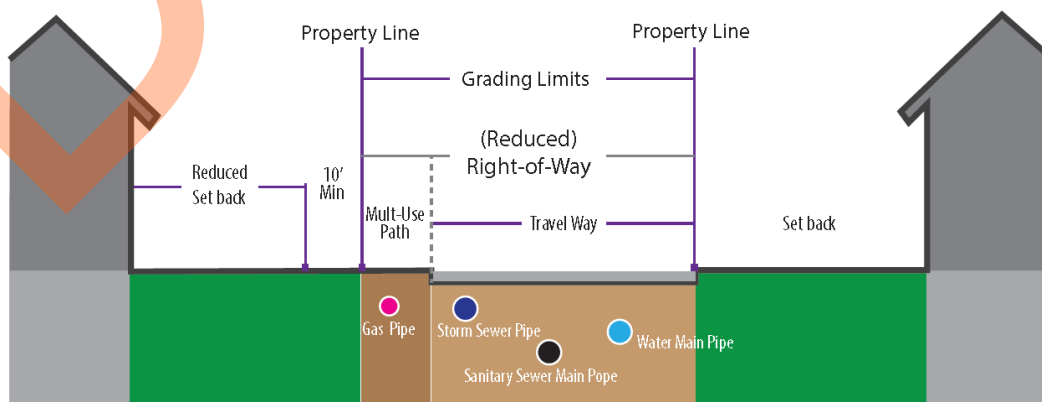 Property Line
Property Line
Grading Limits
(Reduced)
Right-of-Way
Reduced
Set back
10'
Min
Mult-Use
Path
Travel Way
Set back
Gas Pipe
Storm Sewer Pipe
Water Main Pipe
Sanitary Sewer Main Pope